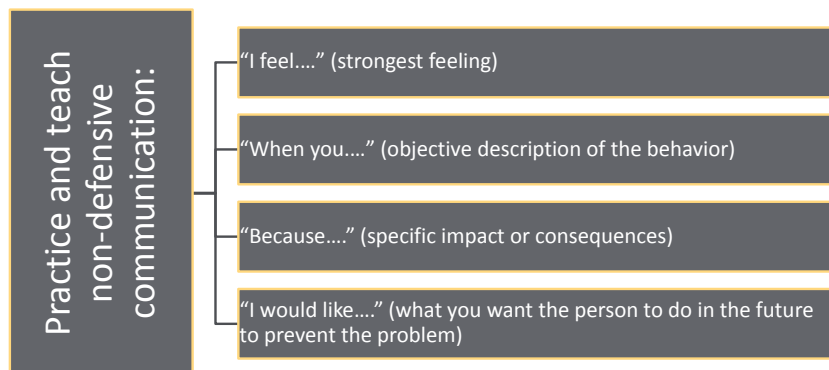 Practice and teach
non-defensive
communication:
“I feel....” (strongest feeling)
“When you....” (objective description of the behavior)
“Because....” (specific impact or consequences)
“I would like....” (what you want the person to do in the future
to prevent the problem)